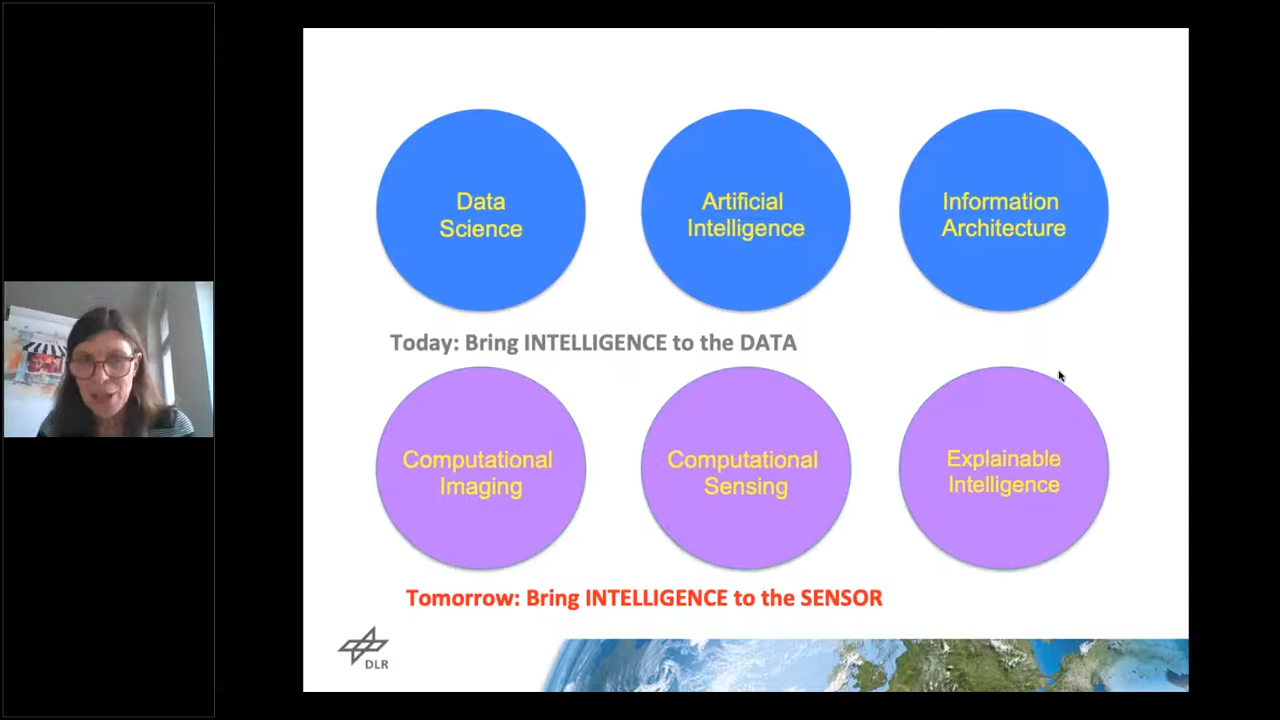 Data
Science
Artificial
Intelligence
Information
Architecture
Today: Bring INTELLIGENCE to the DATA
Computational
Imaging
Computational
Sensing
Explainable
Intelligence
Tomorrow: Bring INTELLIGENCE to the SENSOR
DLR